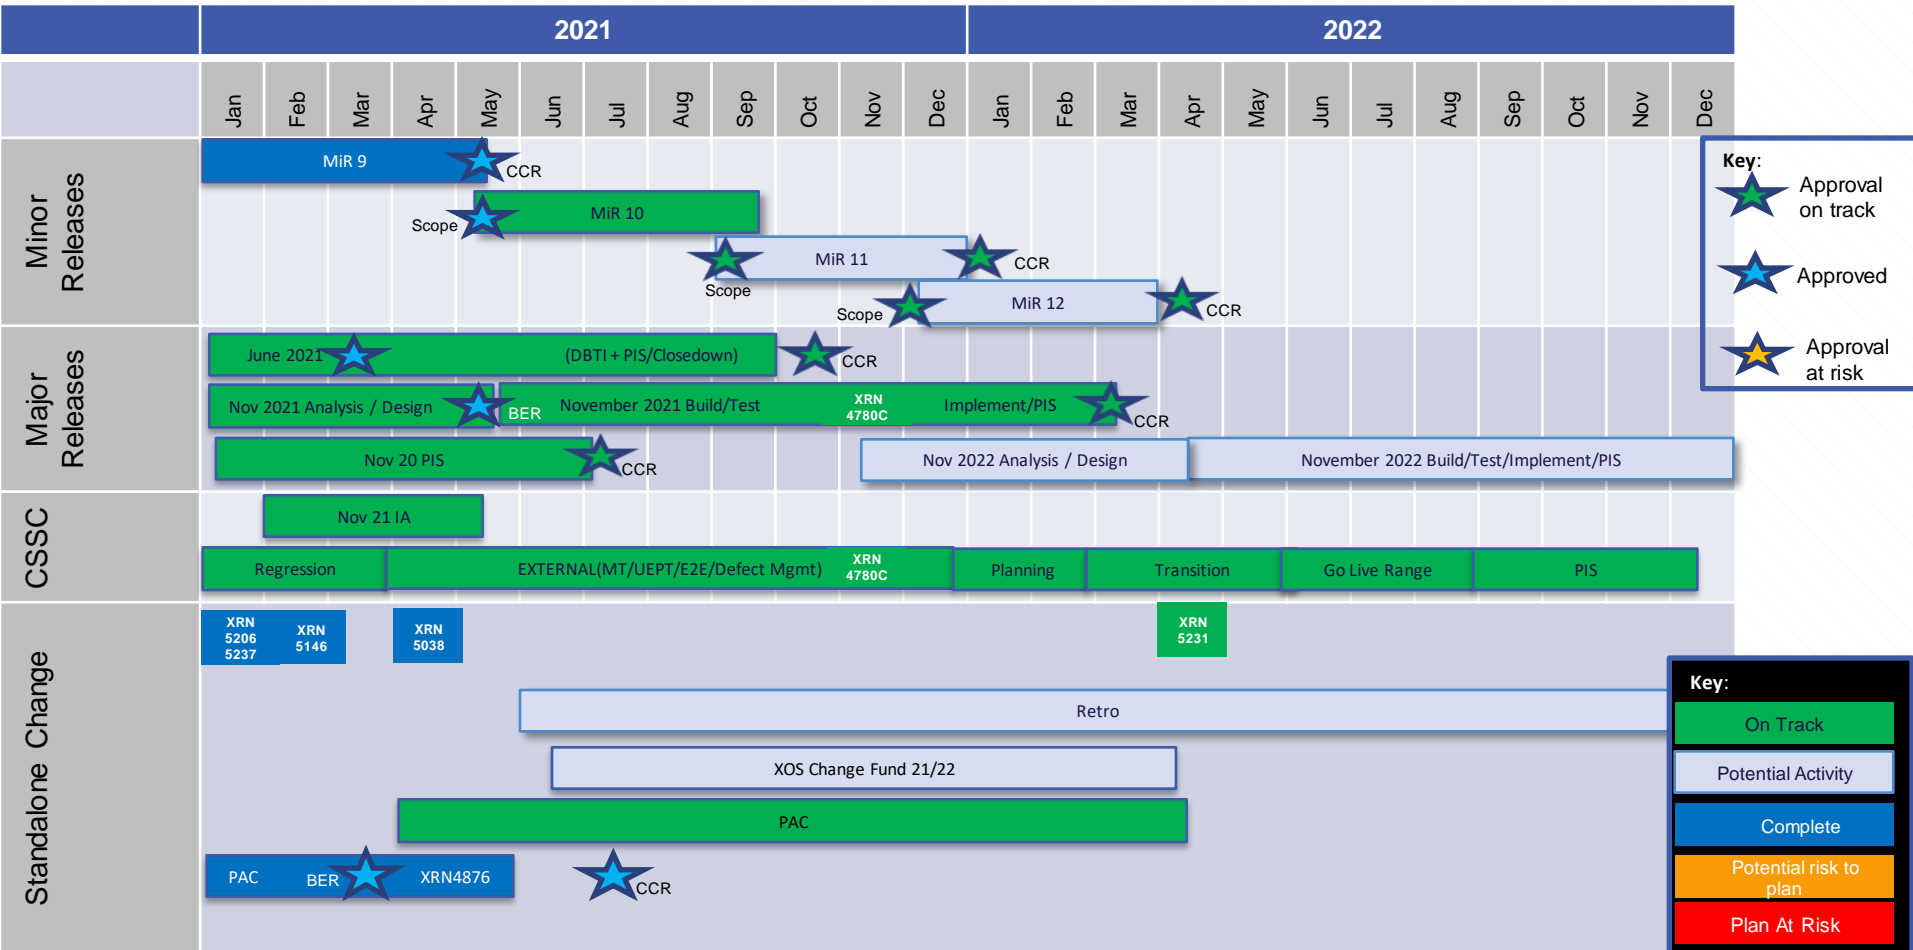 2021
2022
Jan
Feb
Mar
Apr
May
Jun
Jul
Aug
Sep
Oct
Nov
Dec
Jan
Feb
Mar
Apr
May
Jun
Jul
Aug
Sep
Oct
Nov
Dec
Minor
Releases
MiR 9
CCR
Scope
MiR 10
Scope
MiR 11
CCR
Scope
MiR 12
CCR
Key:
Approval
on track
Approved
Approval
at risk
Major
Releases
June 2021
(DBTI + PIS/Closedown)
CCR
Nov 2021 Analysis / Design
BER
November 2021 Build/Test
XRN
4780C
Implement/PIS
CCR
Nov 20 PIS
CCR
Nov 2022 Analysis / Design
November 2022 Build/Test/Implement/PIS
CSSC
Nov 21 IA
Regression
EXTERNAL(MT/UEPT/E2E/Defect Mgmt)
XRN
4780C
Planning
Transition
Go Live Range
PIS
Standalone Change
XRN
5206
5237
XRN
5146
XRN
5038
XRN
5231
Retro
XOS Change Fund 21/22
PAC
PAC
BER
XRN4876
CCR
Key:
On Track
Potential Activity
Complete
Potential risk to
plan
Plan At Risk